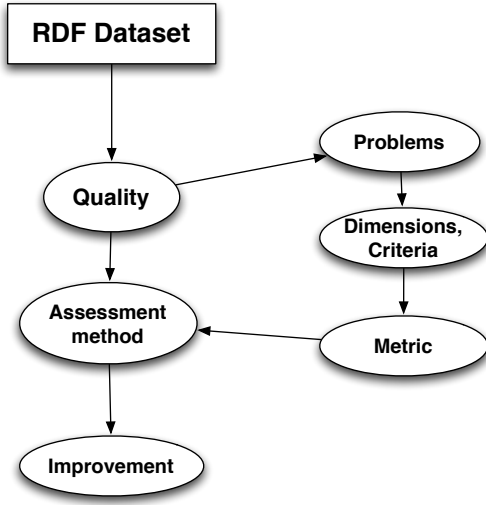 RDF Dataset
Problems
Quality
Dimensions,
Criteria
Assessment
method
Metric
Improvement